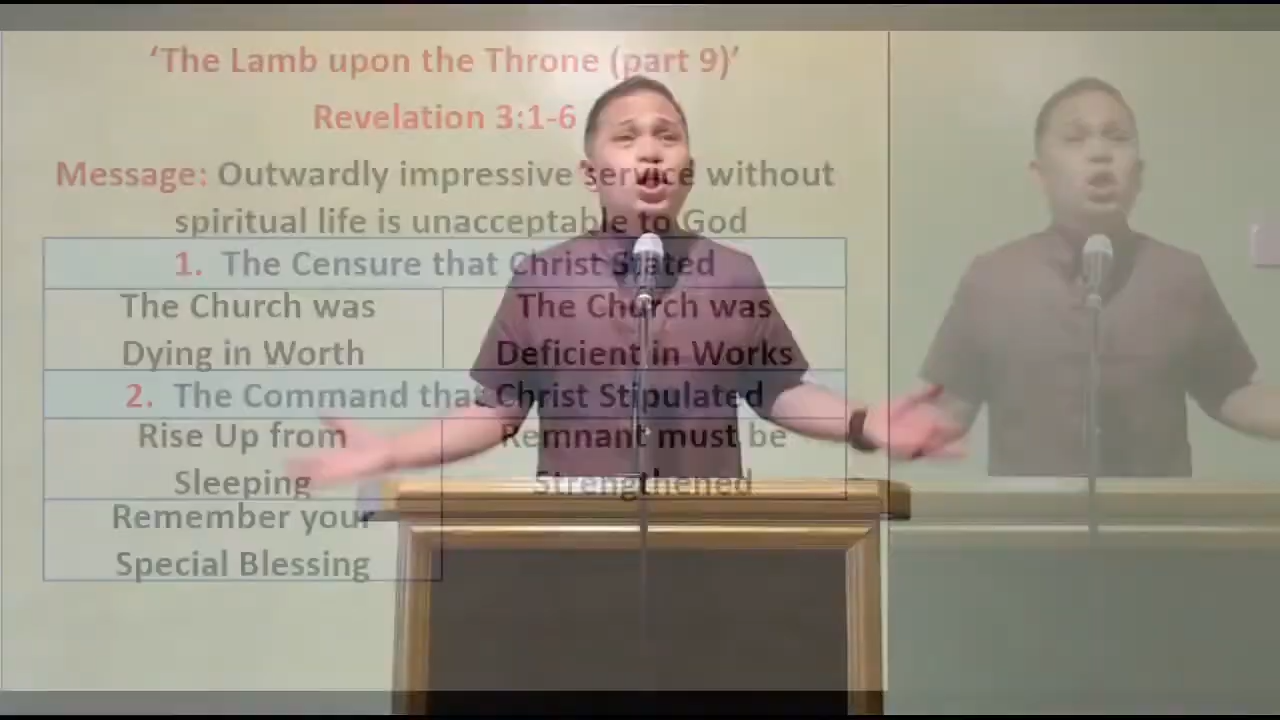 ‘The Lamb upon the Throne (part 9)’
Revelation 3:1-6
Message: Outwardly impressive service without
spiritual life is unacceptable to God
1. The Censure that Christ Stated
The Church was
Dying in Worth
The Church was
Deficient in Works
2. The Command that Christ Stipulated
Rise Up from
Sleeping
Remnant must be
Strengthened
Remember your
Special Blessing